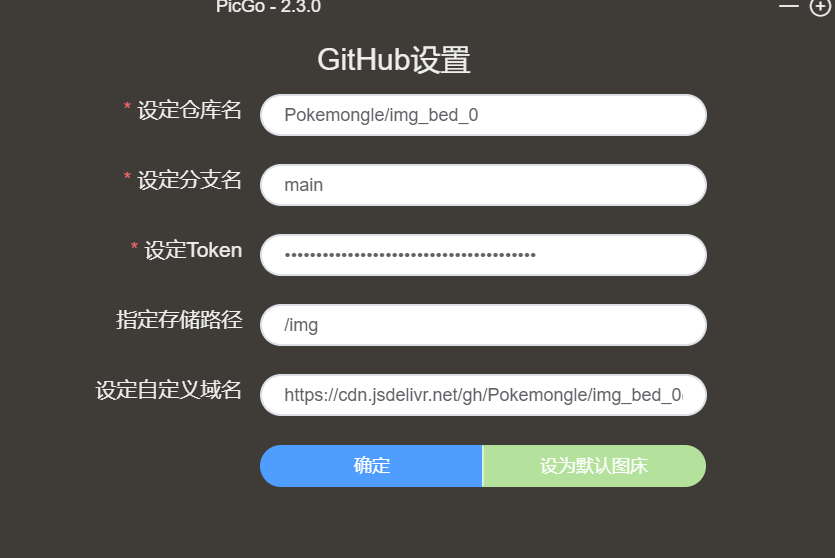 PicGo - 2.3.0
GitHub设置
* 设定仓库名 Pokemongle/img_bed_0
* 设定分支名 main
* 设定Token ••••••••••••••••••••••••••••••••••••••••
指定存储路径 /img
设定自定义域名 https://cdn.jsdelivr.net/gh/Pokemongle/img_bed_0
确定 设为默认图床